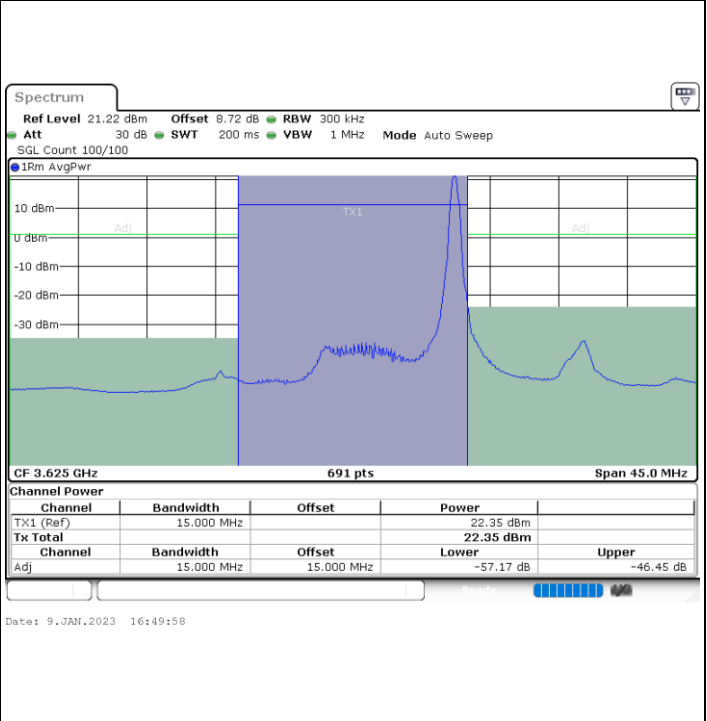 Spectrum
Ref Level 21.22 dBm Offset 8.72 dB RBW 300 kHz
Att 30 dB SWT 200 ms VBW 1 MHz Mode Auto Sweep
SGL Count 100/100
1Rm AvgPwr
10 dBm
TX1
Adj Adj
0 dBm
-10 dBm
-20 dBm
-30 dBm
CF 3.625 GHz 691 pts Span 45.0 MHz
Channel Power
Channel Bandwidth Offset Power
TX1 (Ref) 15.000 MHz 22.35 dBm
Tx Total 22.35 dBm
Channel Bandwidth Offset Lower Upper
Adj 15.000 MHz 15.000 MHz -57.17 dB -46.45 dB
Ready
Date: 9.JAN.2023 16:49:58